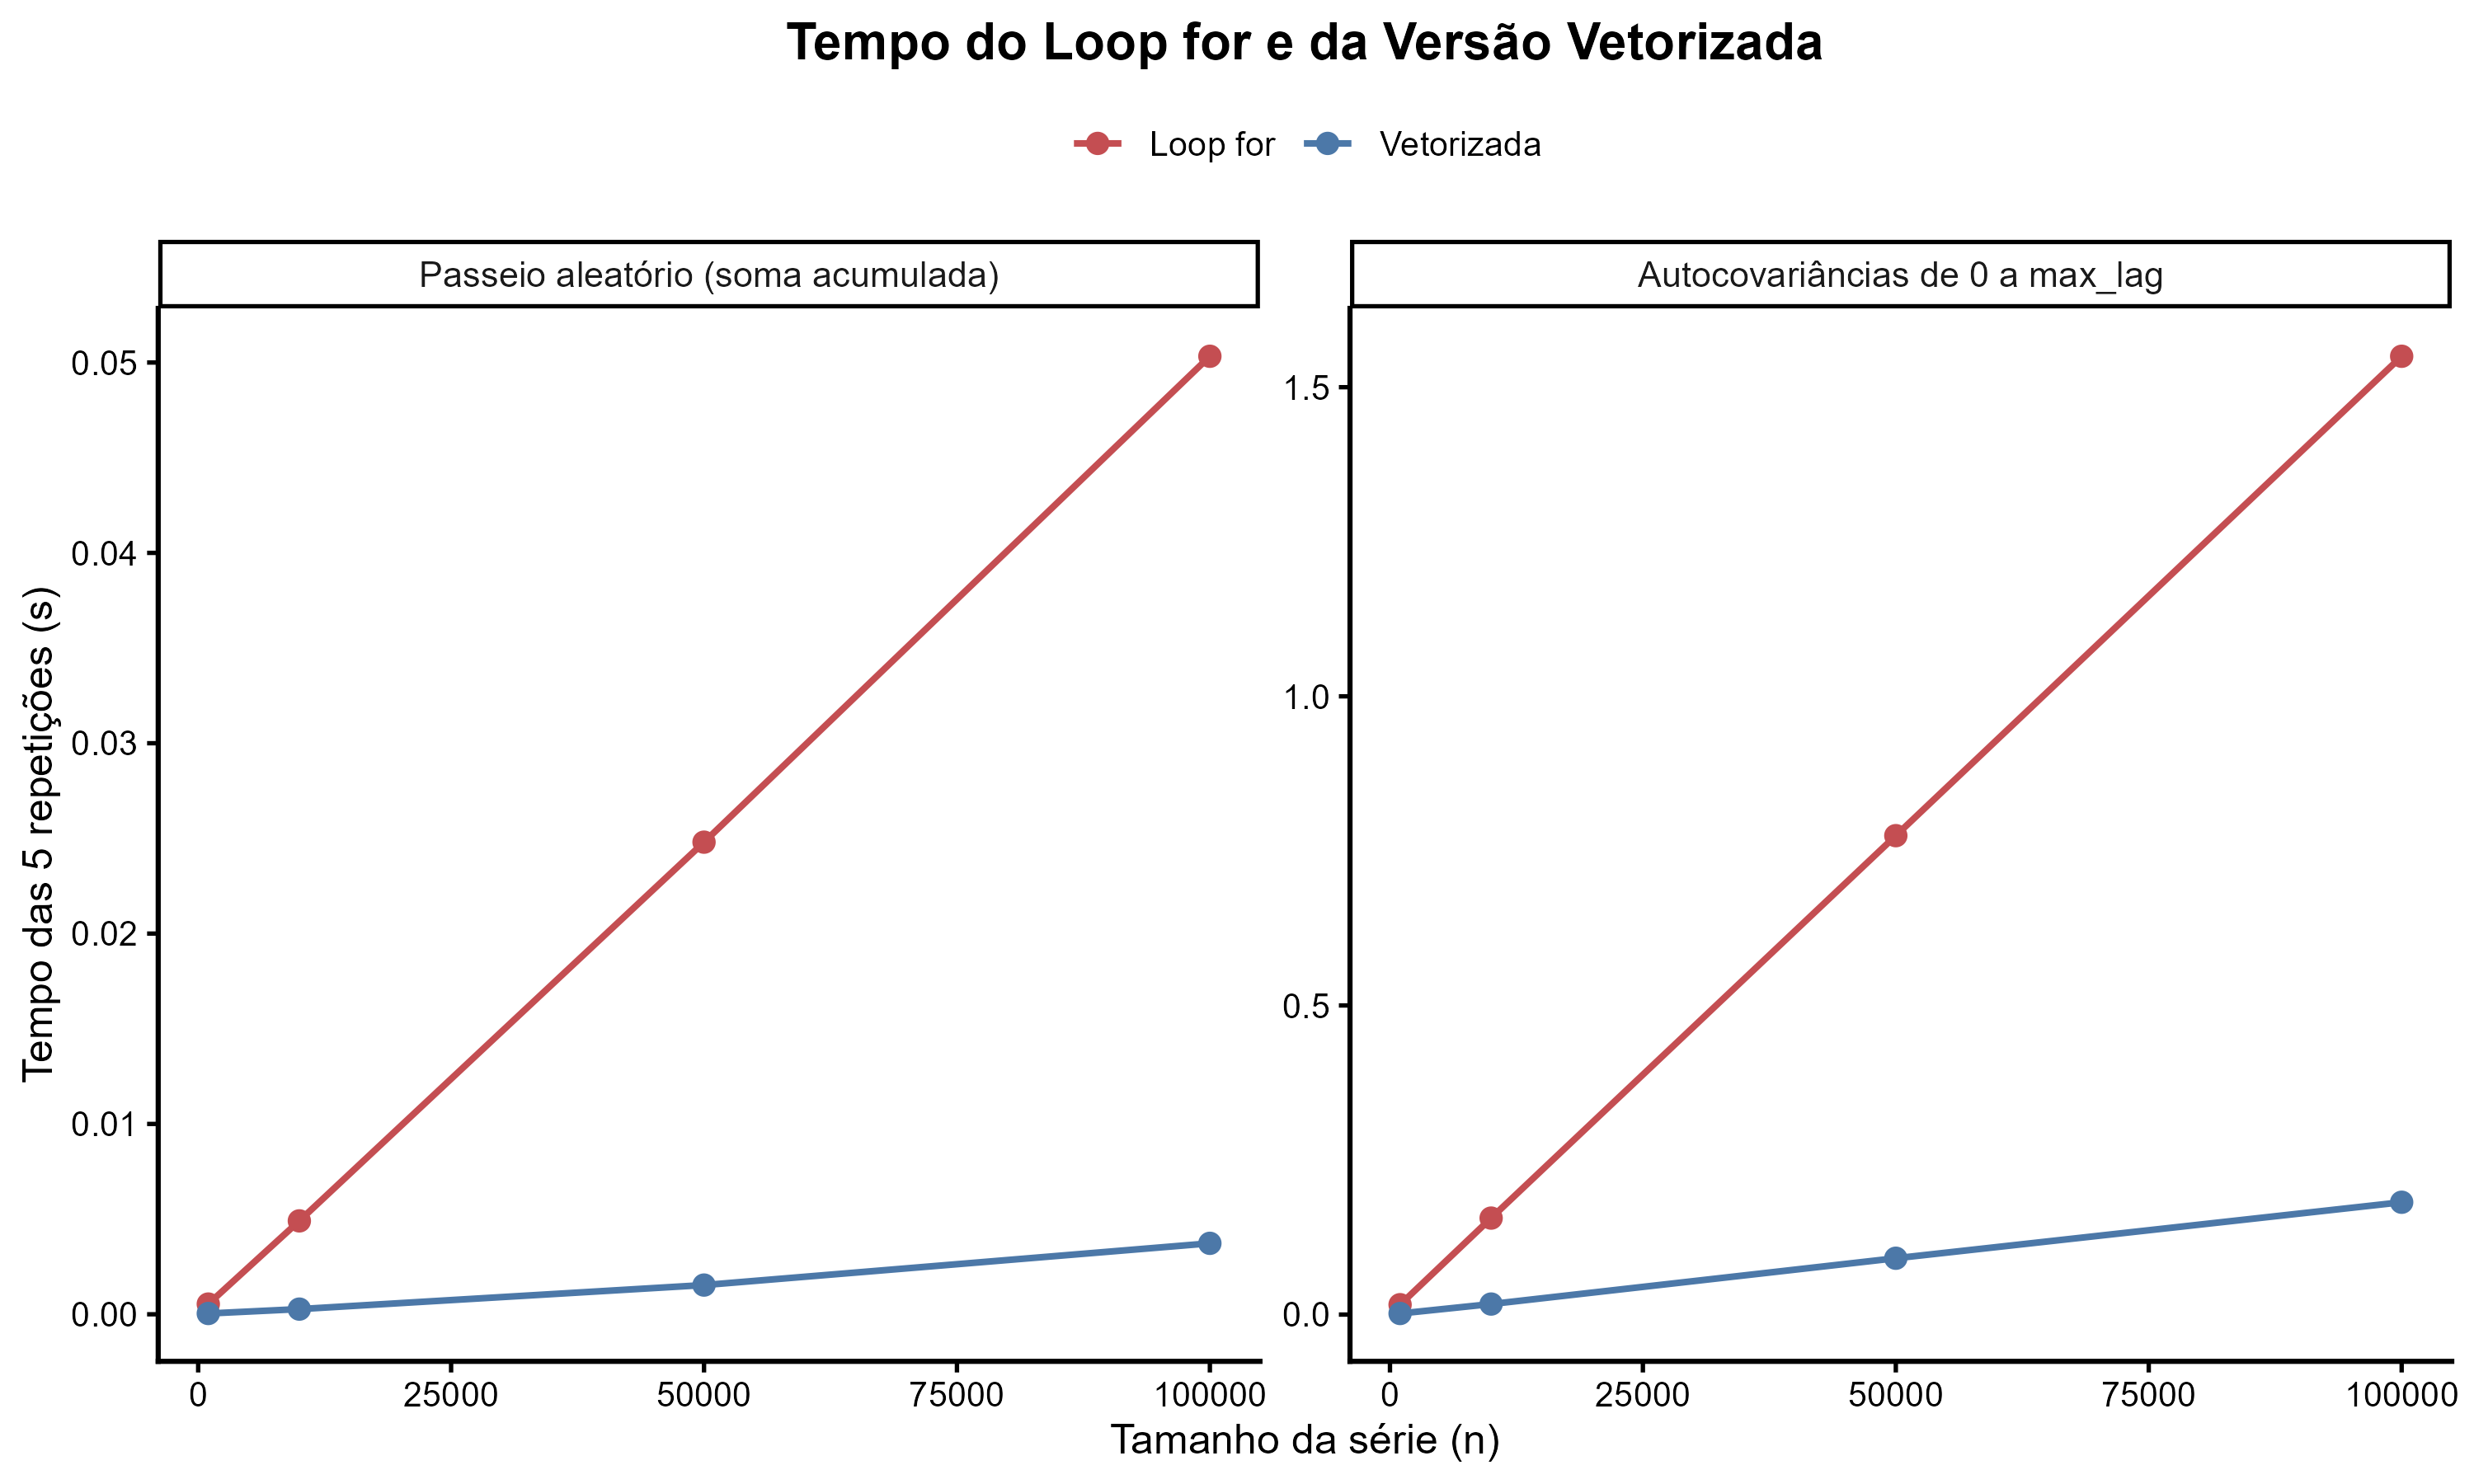 Tempo do Loop for e da Versão Vetorizada
Loop for
Vetorizada
Passeio aleatório (soma acumulada)
Autocovariâncias de 0 a max_lag
Tempo das 5 repetições (s)
0.05
0.04
0.03
0.02
0.01
0.00
1.5
1.0
0.5
0.0
0
25000
50000
75000
100000
0
25000
50000
75000
100000
Tamanho da série (n)